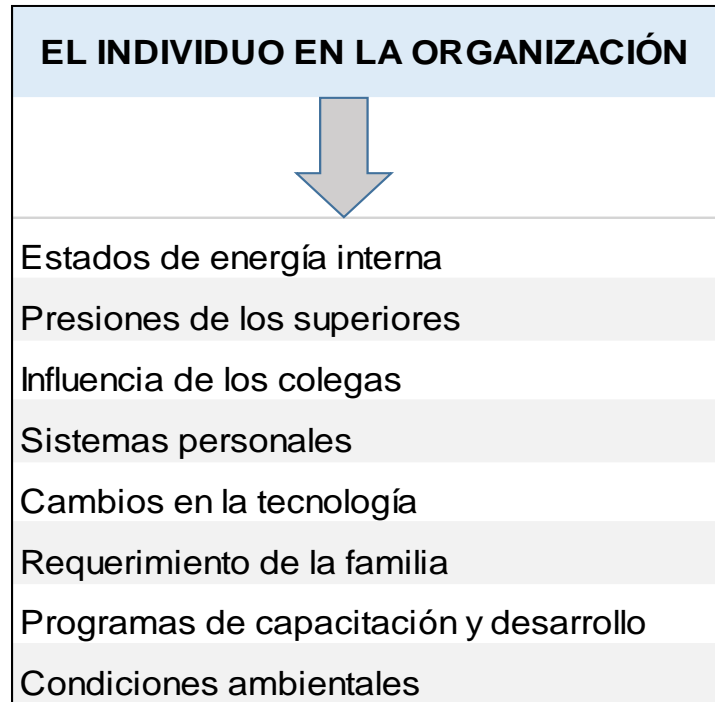 EL INDIVIDUO EN LA ORGANIZACIÓN
Estados de energía interna
Presiones de los superiores
Influencia de los colegas
Sistemas personales
Cambios en la tecnología
Requerimiento de la familia
Programas de capacitación y desarrollo
Condiciones ambientales